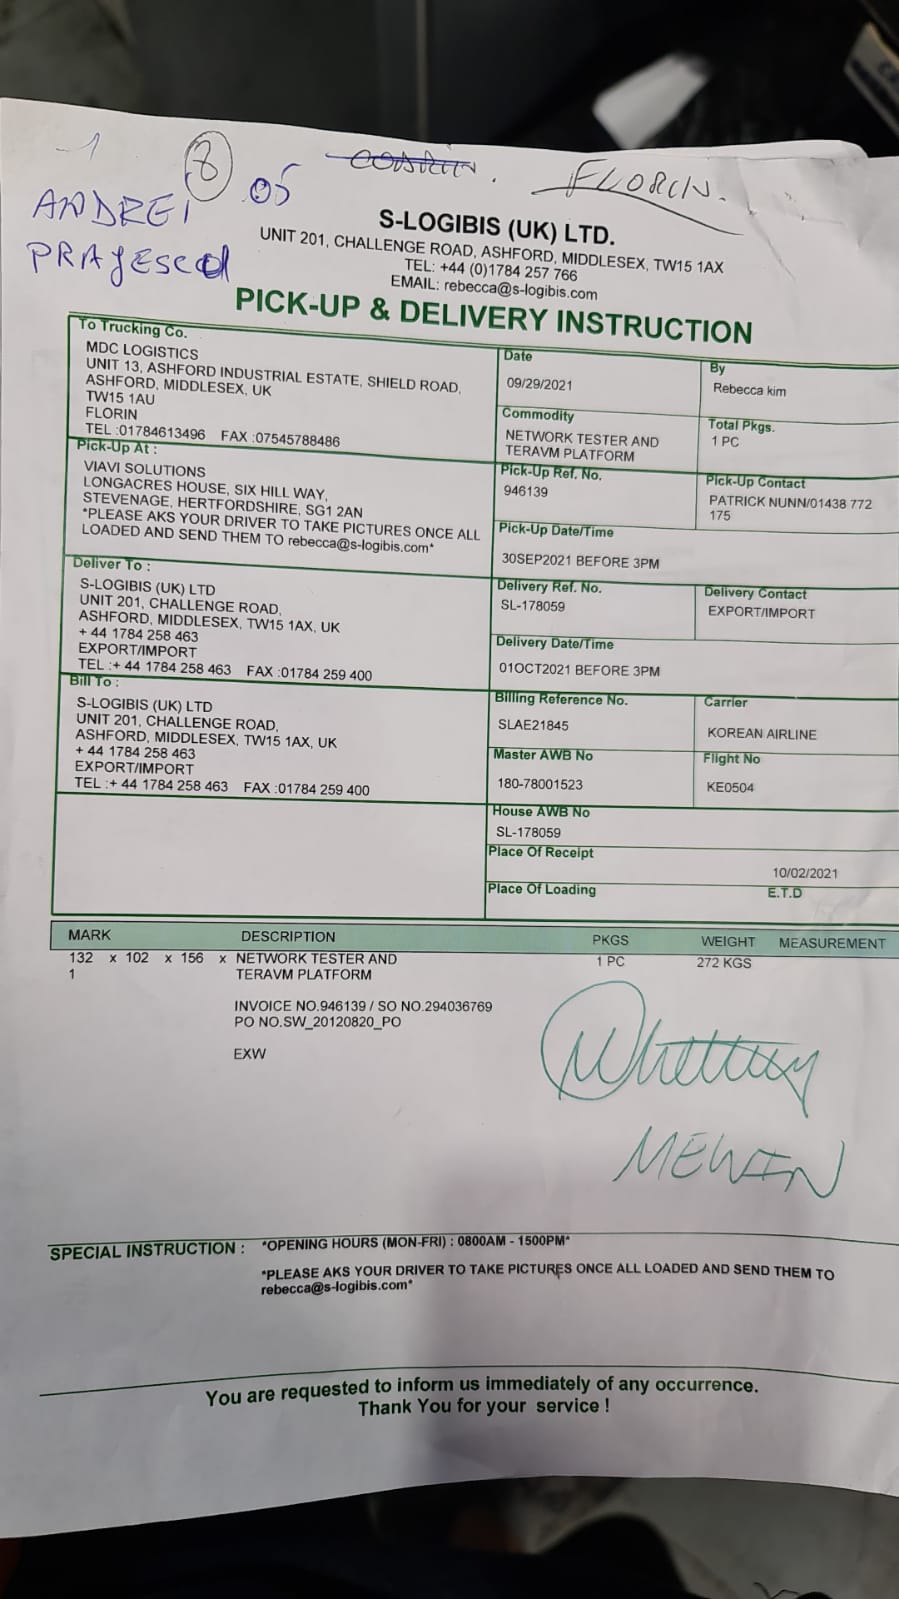 -1 8 05 COSMIN. FLORIN.
ANDREI
S-LOGIBIS (UK) LTD.
UNIT 201, CHALLENGE ROAD, ASHFORD, MIDDLESEX, TW15 1AX
TEL: +44 (0)1784 257 766
EMAIL: rebecca@s-logibis.com
PICK-UP & DELIVERY INSTRUCTION
To Trucking Co.
MDC LOGISTICS
UNIT 13, ASHFORD INDUSTRIAL ESTATE, SHIELD ROAD,
ASHFORD, MIDDLESEX, UK
TW15 1AU
FLORIN
TEL :01784613496 FAX :07545788486
Date
09/29/2021
By
Rebecca kim
Commodity
NETWORK TESTER AND
TERAVM PLATFORM
Total Pkgs.
1 PC
Pick-Up At :
VIAVI SOLUTIONS
LONGACRES HOUSE, SIX HILL WAY,
STEVENAGE, HERTFORDSHIRE, SG1 2AN
*PLEASE AKS YOUR DRIVER TO TAKE PICTURES ONCE ALL
LOADED AND SEND THEM TO rebecca@s-logibis.com*
Pick-Up Ref. No.
946139
Pick-Up Contact
PATRICK NUNN/01438 772
175
Pick-Up Date/Time
30SEP2021 BEFORE 3PM
Deliver To :
S-LOGIBIS (UK) LTD
UNIT 201, CHALLENGE ROAD,
ASHFORD, MIDDLESEX, TW15 1AX, UK
+ 44 1784 258 463
EXPORT/IMPORT
TEL :+ 44 1784 258 463 FAX :01784 259 400
Delivery Ref. No.
SL-178059
Delivery Contact
EXPORT/IMPORT
Delivery Date/Time
01OCT2021 BEFORE 3PM
Bill To :
S-LOGIBIS (UK) LTD
UNIT 201, CHALLENGE ROAD,
ASHFORD, MIDDLESEX, TW15 1AX, UK
+ 44 1784 258 463
EXPORT/IMPORT
TEL :+ 44 1784 258 463 FAX :01784 259 400
Billing Reference No.
SLAE21845
Carrier
KOREAN AIRLINE
Master AWB No
180-78001523
Flight No
KE0504
House AWB No
SL-178059
Place Of Receipt
10/02/2021
Place Of Loading E.T.D
MARK DESCRIPTION PKGS WEIGHT MEASUREMENT
132 x 102 x 156 x NETWORK TESTER AND 1 PC 272 KGS
1 TERAVM PLATFORM
INVOICE NO.946139 / SO NO.294036769
PO NO.SW_20120820_PO
EXW
MEWIN
SPECIAL INSTRUCTION : *OPENING HOURS (MON-FRI) : 0800AM - 1500PM*
*PLEASE AKS YOUR DRIVER TO TAKE PICTURES ONCE ALL LOADED AND SEND THEM TO
rebecca@s-logibis.com*
You are requested to inform us immediately of any occurrence.
Thank You for your service !